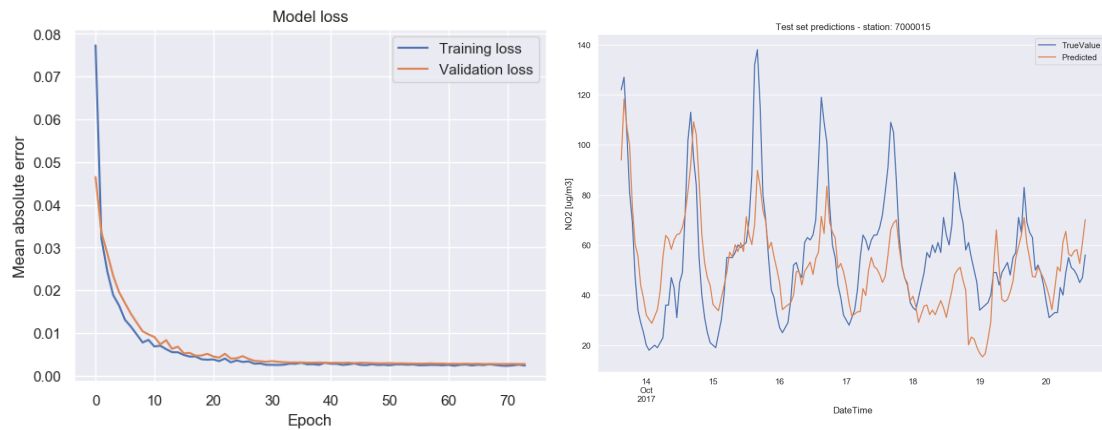 Model loss
0.08
0.07
0.06
0.05
0.04
0.03
0.02
0.01
0.00
Mean absolute error
Training loss
Validation loss
0 10 20 30 40 50 60 70
Epoch
Test set predictions - station: 7000015
140
120
100
80
60
40
20
NO2 [ug/m3]
TrueValue
Predicted
14 15 16 17 18 19 20
Oct
2017
DateTime